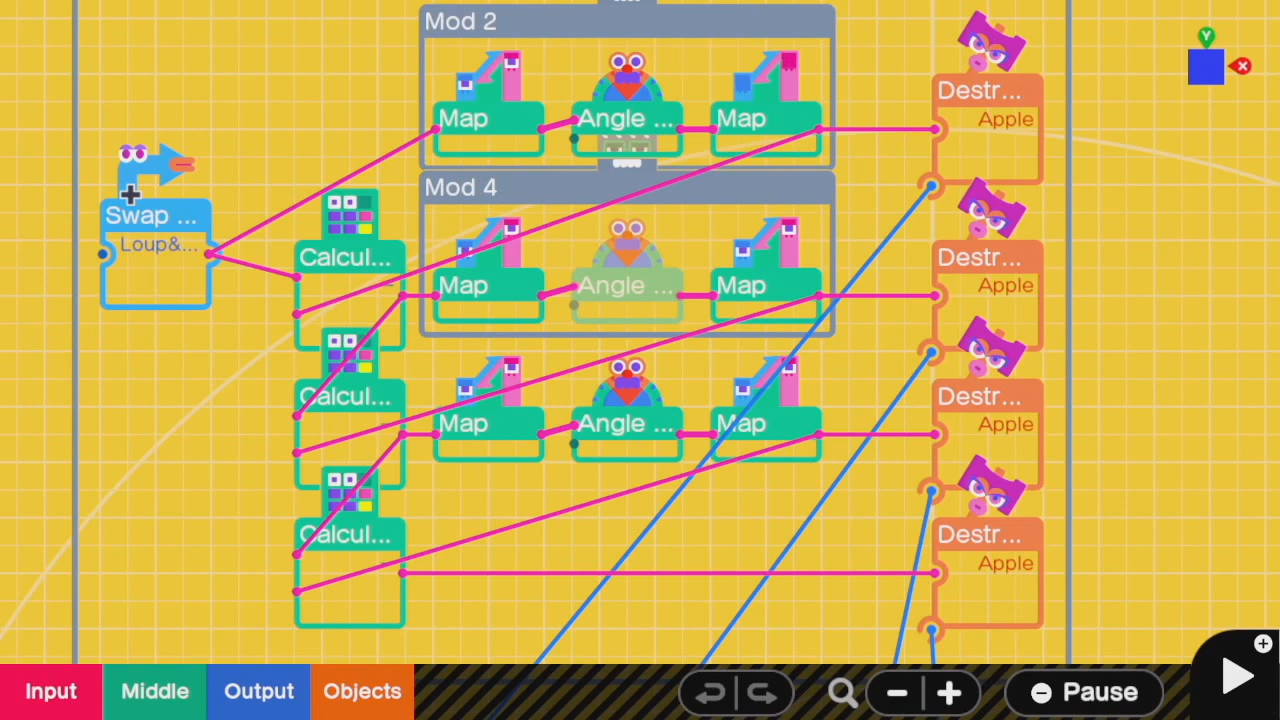 Mod 2
Map
Angle ...
Map
Destr...
Apple
Y
Swap ...
Loup&...
Calcul...
Mod 4
Map
Angle ...
Map
Destr...
Apple
Calcul...
Map
Angle ...
Map
Destr...
Apple
Calcul...
Destr...
Apple
Input
Middle
Output
Objects
Pause